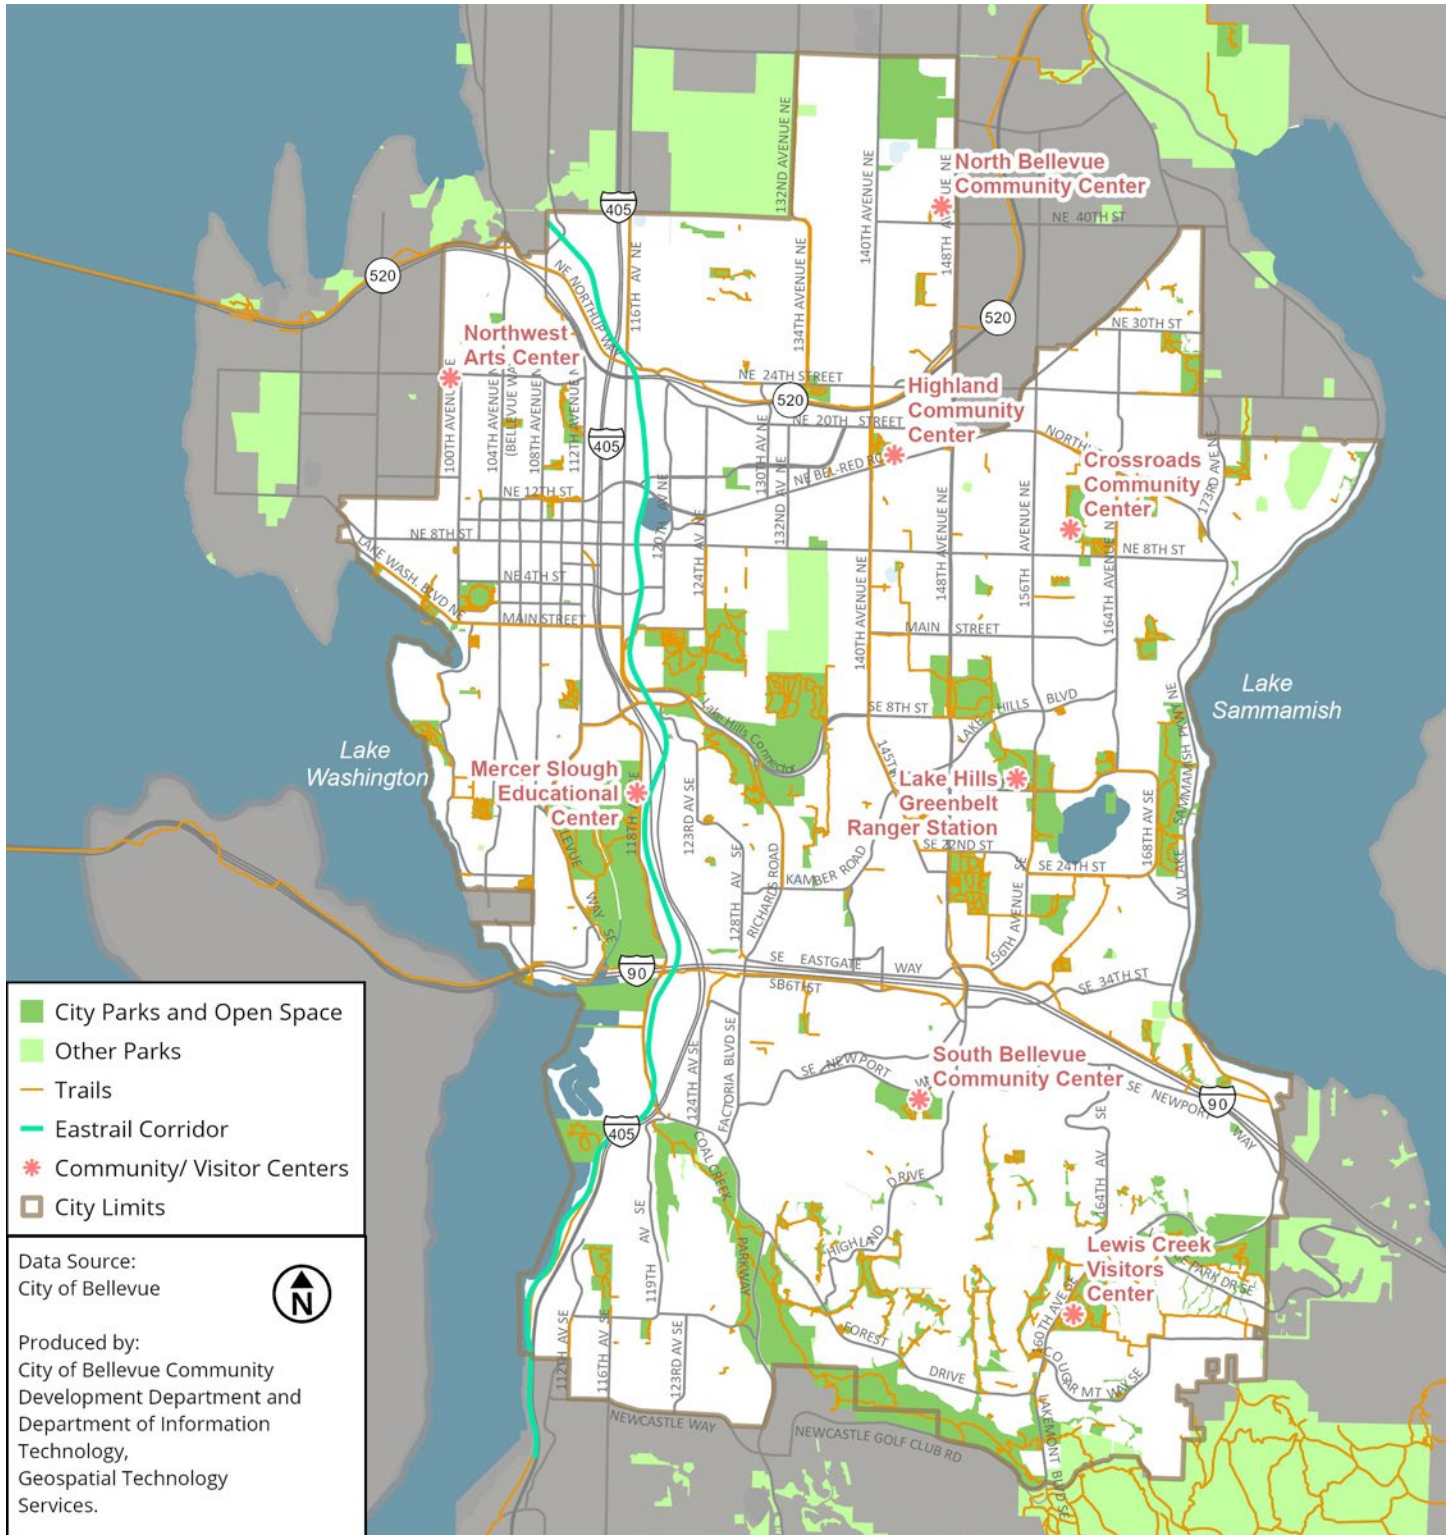 132ND AVENUE NE
140TH AVENUE NE
North Bellevue
Community Center
148TH AV
UE NE
NE 40TH ST
405
520
NE NORTHUP WAY
116TH AV NE
134TH AVENUE NE
520
NE 30TH ST
Northwest
Arts Center
100TH AVENUE
104TH AVENUE N
(BELLEVUE WA
108TH AVENUE N
112TH AVENUE N
NE 24TH STREET
520
NE 20TH STREET
Highland
Community
Center
405
130TH AV NE
132ND AV NE
NE BEL-RED RO
NORTH
173RD AVE NE
Crossroads
Community
Center
NE 12TH ST
120TH AV NE
124TH AV NE
148TH AVENUE NE
156TH AVENUE NE
164TH AVENUE N
NE 8TH ST
NE 8TH ST
LAKE WASH. BLVD NE
NE 4TH ST
MAIN STREET
140TH AVENUE NE
MAIN STREET
Lake
Sammamish
SE 8TH ST
LAKE HILLS BLVD
Lake Hills Connector
145TH
W LAKE SAMMAMISH PKWY NE
Lake
Washington
Mercer Slough
Educational
Center
118TH
E
123RD AV SE
Lake Hills
Greenbelt
Ranger Station
SE 22ND ST
SE 24TH ST
168TH AV SE
LEVUE WAY SE
128TH AV SE
RICHARDS ROAD
KAMBER ROAD
156TH AVENUE SE
90
SE EASTGATE WAY
SB6THST
SE 34TH ST
City Parks and Open Space
Other Parks
Trails
Eastrail Corridor
Community/ Visitor Centers
City Limits
124TH AV SE
FACTORIA BLVD SE
SE NEWPORT
W
South Bellevue
Community Center
SE NEWPORT WAY
90
405
COAL CREEK PARKWAY
119TH AV SE
HIGHLAND DRIVE
164TH AV SE
Lewis Creek
Visitors
Center
SE PARK DR SE
160TH AVE SE
FOREST DRIVE
COUGAR MT WAY SE
LAKEMONT BLVD SE
112TH AV SE
116TH AV SE
123RD AV SE
NEWCASTLE WAY
NEWCASTLE GOLF CLUB RD
Data Source:
City of Bellevue
N
Produced by:
City of Bellevue Community
Development Department and
Department of Information
Technology,
Geospatial Technology
Services.